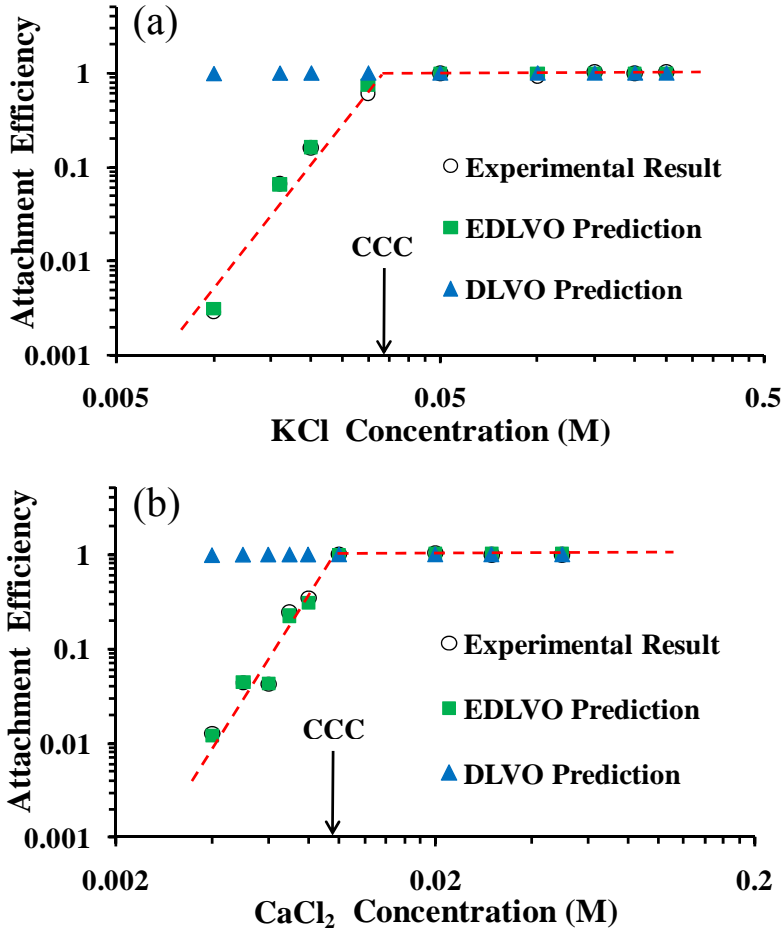 (a)
Attachment Efficiency
1
0.1
0.01
0.001
Experimental Result
EDLVO Prediction
DLVO Prediction
CCC
0.005
0.05
0.5
KCl Concentration (M)
(b)
Attachment Efficiency
1
0.1
0.01
0.001
Experimental Result
EDLVO Prediction
DLVO Prediction
CCC
0.002
0.02
0.2
CaCl₂ Concentration (M)